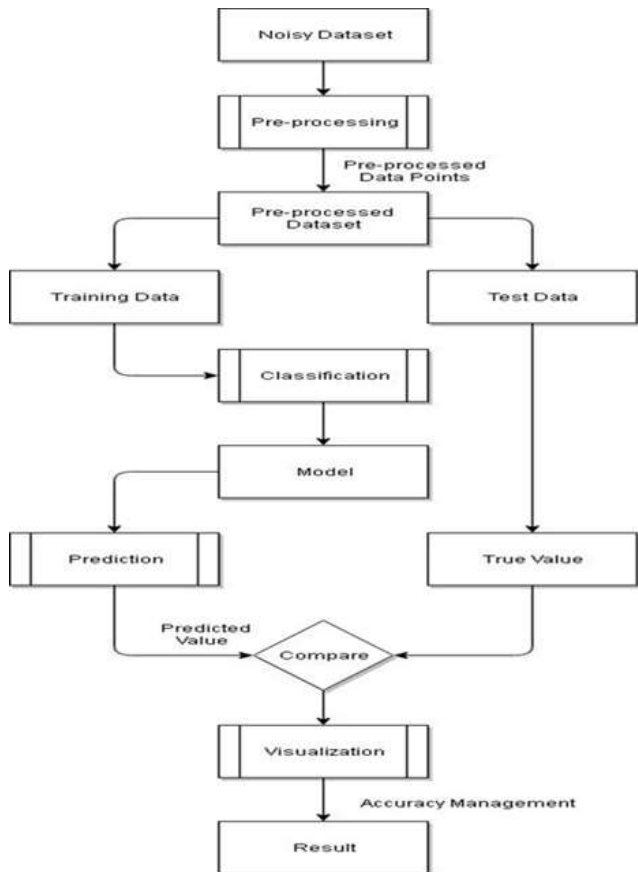 Noisy Dataset
Pre-processing
Pre-processed
Data Points
Pre-processed
Dataset
Training Data
Test Data
Classification
Model
Prediction
True Value
Predicted
Value
Compare
Visualization
Accuracy Management
Result